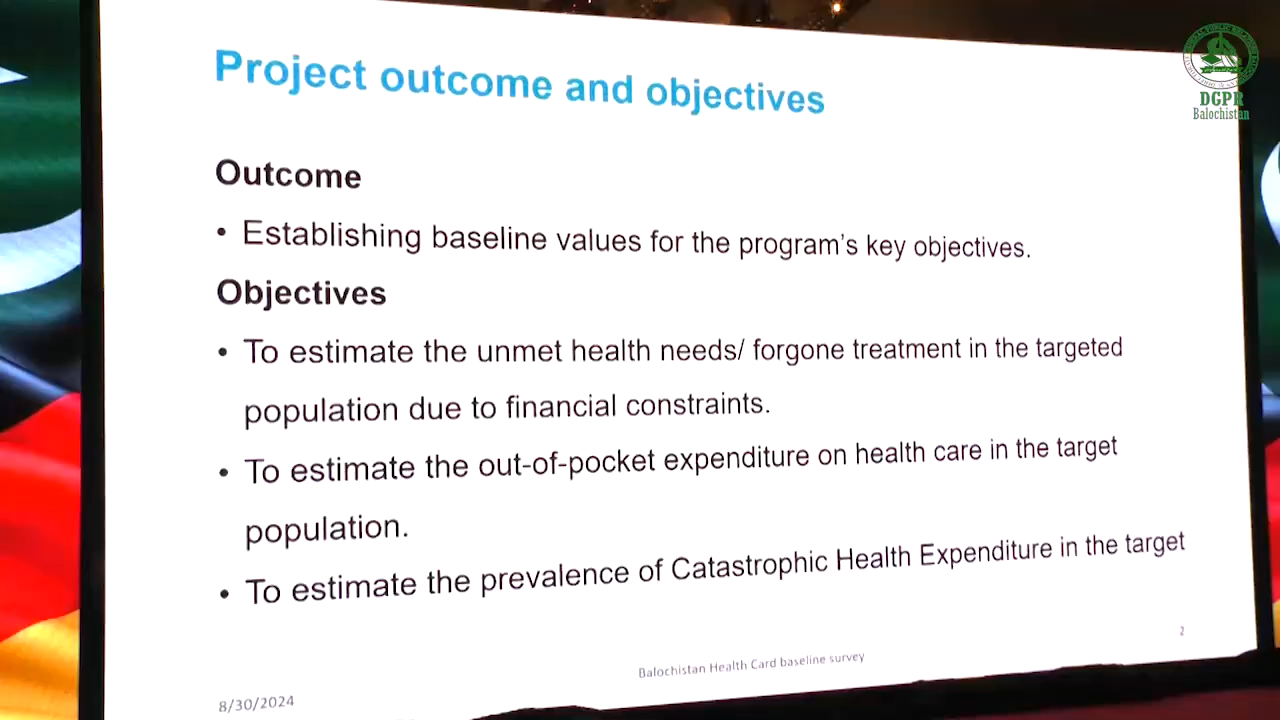 Project outcome and objectives
Outcome
• Establishing baseline values for the program's key objectives.
Objectives
• To estimate the unmet health needs/ forgone treatment in the targeted
population due to financial constraints.
• To estimate the out-of-pocket expenditure on health care in the target
population.
• To estimate the prevalence of Catastrophic Health Expenditure in the target
2
Balochistan Health Card baseline survey
8/30/2024
DGPR
Balochistan